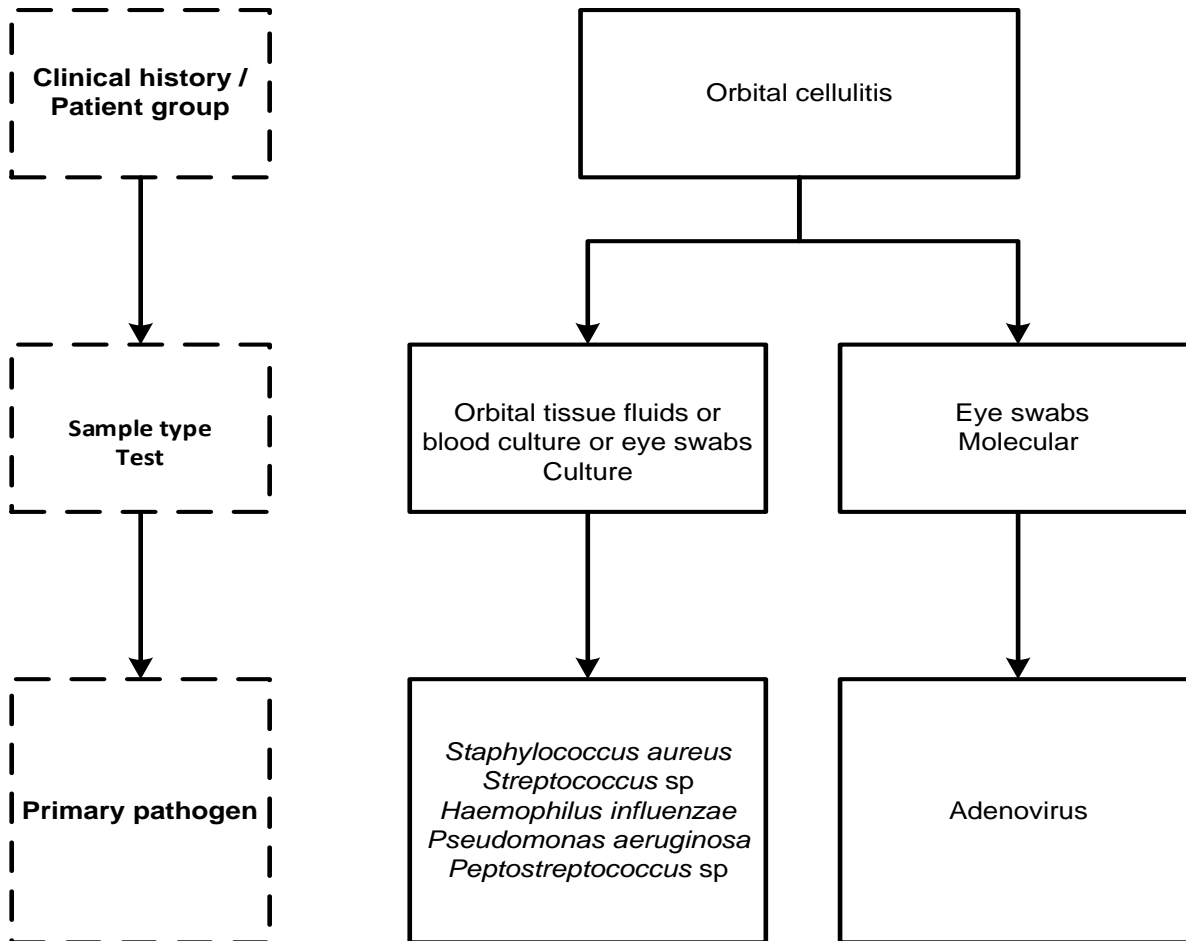 Clinical history /
Patient group
Orbital cellulitis
Sample type
Test
Orbital tissue fluids or
blood culture or eye swabs
Culture
Eye swabs
Molecular
Primary pathogen
Staphylococcus aureus
Streptococcus sp
Haemophilus influenzae
Pseudomonas aeruginosa
Peptostreptococcus sp
Adenovirus